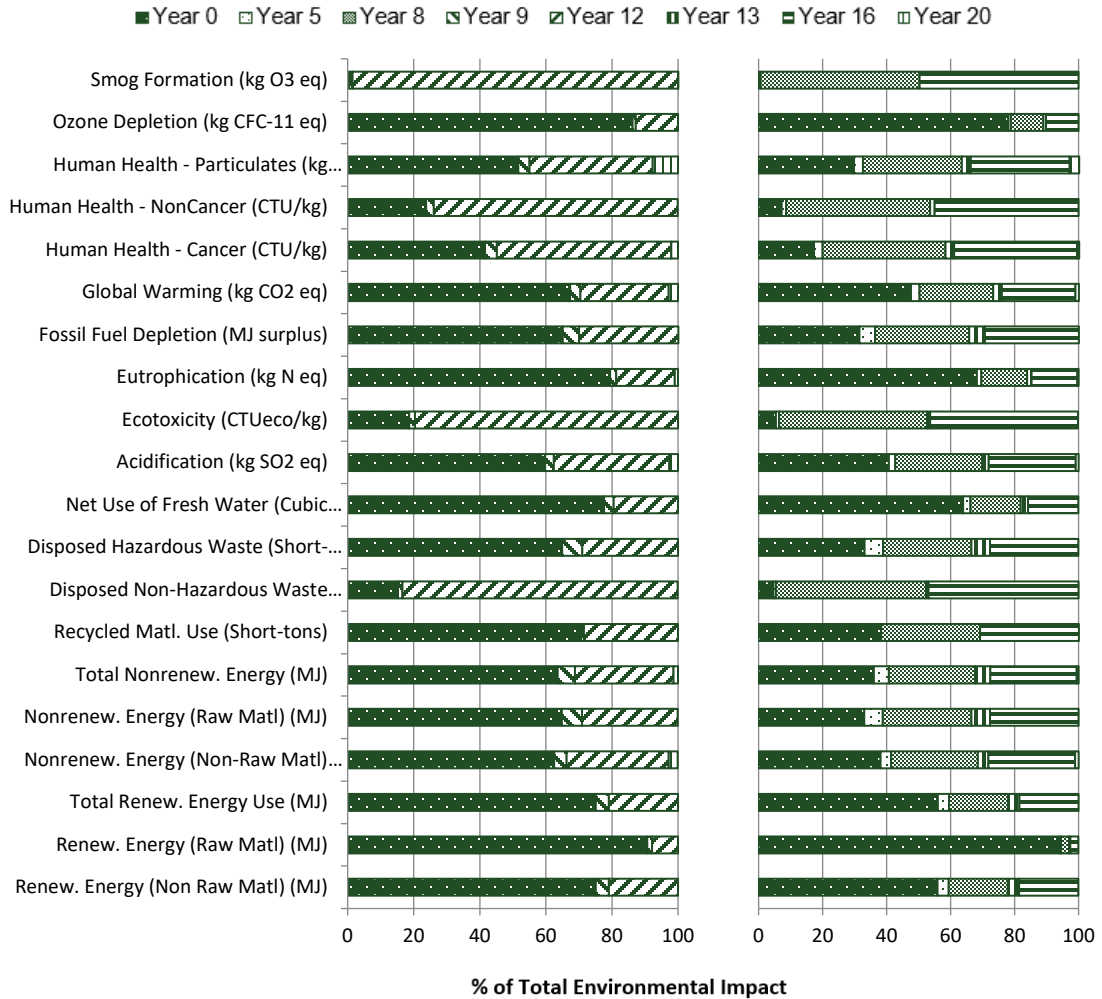 Year 0 Year 5 Year 8 Year 9 Year 12 Year 13 Year 16 Year 20
Smog Formation (kg O3 eq)
Ozone Depletion (kg CFC-11 eq)
Human Health - Particulates (kg...
Human Health - NonCancer (CTU/kg)
Human Health - Cancer (CTU/kg)
Global Warming (kg CO2 eq)
Fossil Fuel Depletion (MJ surplus)
Eutrophication (kg N eq)
Ecotoxicity (CTUeco/kg)
Acidification (kg SO2 eq)
Net Use of Fresh Water (Cubic...
Disposed Hazardous Waste (Short-...
Disposed Non-Hazardous Waste...
Recycled Matl. Use (Short-tons)
Total Nonrenew. Energy (MJ)
Nonrenew. Energy (Raw Matl) (MJ)
Nonrenew. Energy (Non-Raw Matl)...
Total Renew. Energy Use (MJ)
Renew. Energy (Raw Matl) (MJ)
Renew. Energy (Non Raw Matl) (MJ)
0 20 40 60 80 100 0 20 40 60 80 100
% of Total Environmental Impact